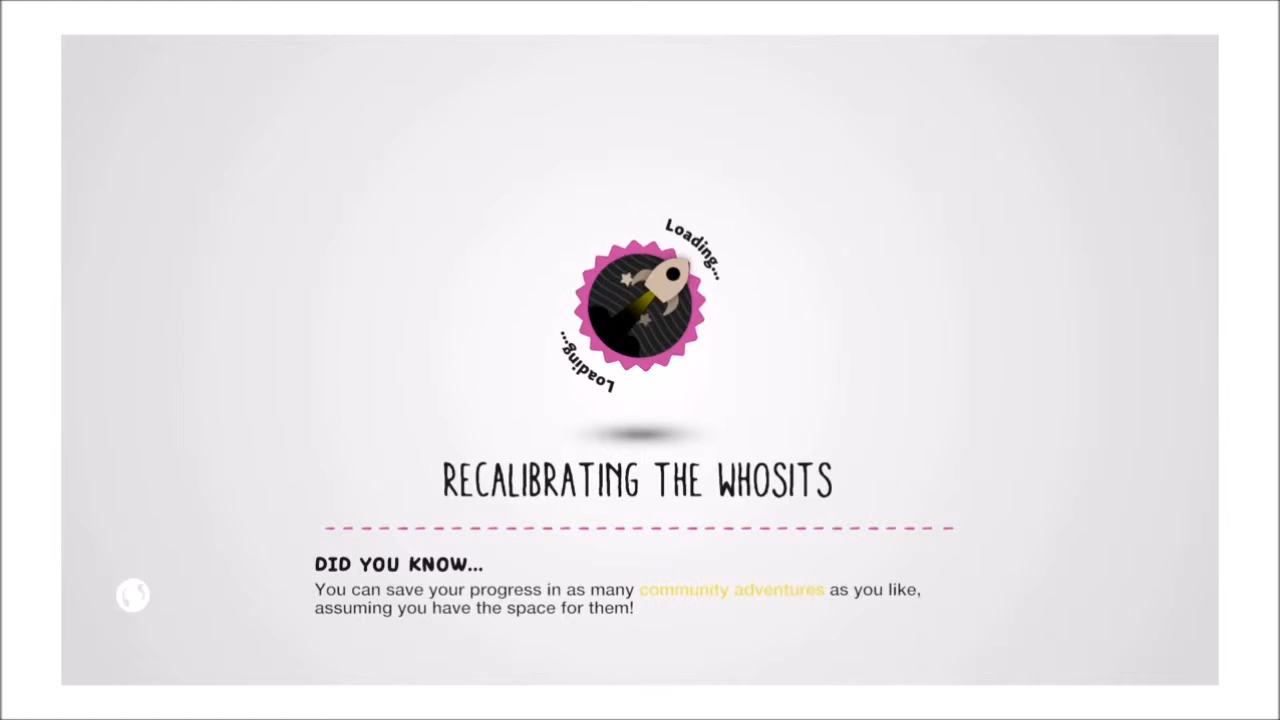 Loading...
Loading...
RECALIBRATING THE WHOSITS
DID YOU KNOW...
You can save your progress in as many community adventures as you like,
assuming you have the space for them!